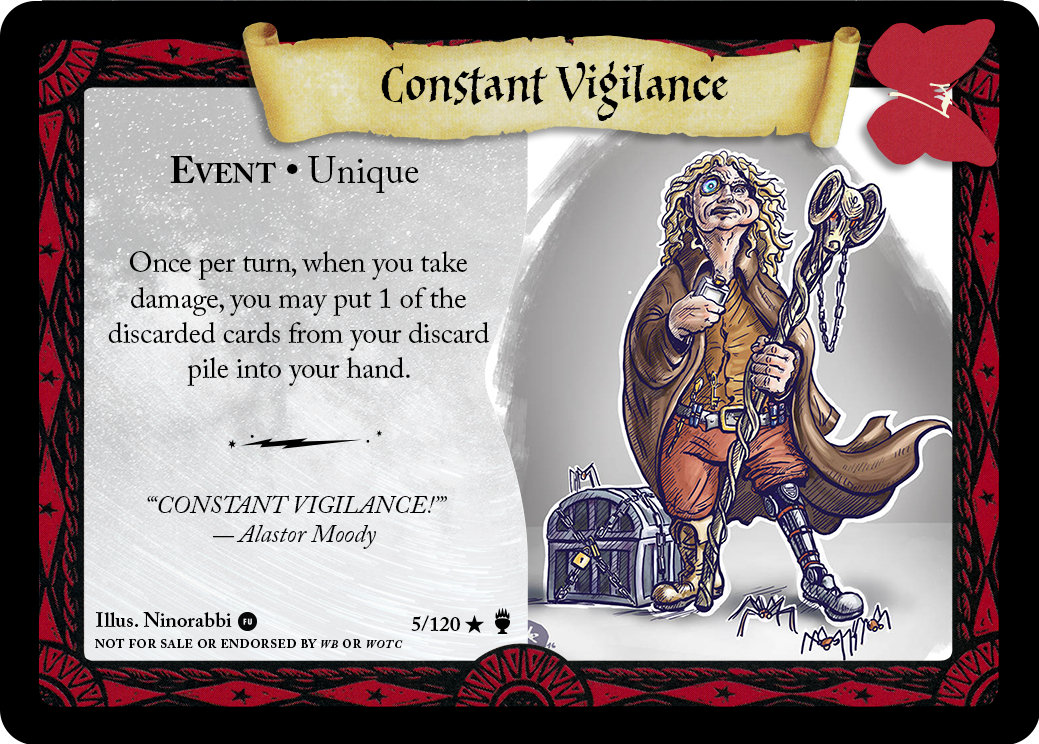 Constant Vigilance
EVENT • Unique
Once per turn, when you take
damage, you may put 1 of the
discarded cards from your discard
pile into your hand.
“‘CONSTANT VIGILANCE!’”
— Alastor Moody
Illus. Ninorabbi FU
5/120 ★
NOT FOR SALE OR ENDORSED BY WB OR WOTC